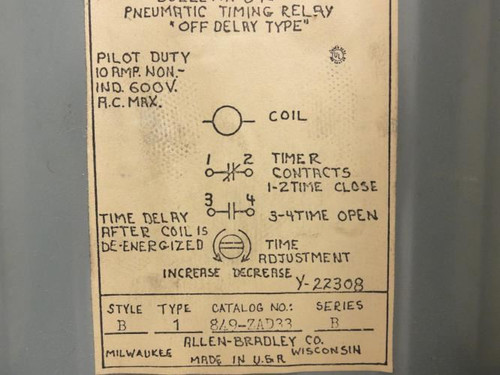 PNEUMATIC TIMING RELAY
"OFF DELAY TYPE"
PILOT DUTY
10 AMP. NON.-
IND. 600V.
A.C. MAX.
COIL
1 2
TIMER
CONTACTS
1-2 TIME CLOSE
3 4
3-4 TIME OPEN
TIME DELAY
AFTER COIL IS
DE-ENERGIZED
TIME
ADJUSTMENT
INCREASE DECREASE
Y-22308
STYLE TYPE CATALOG NO.: SERIES
B 1 849-ZAD33 B
ALLEN-BRADLEY CO.
MILWAUKEE WISCONSIN
MADE IN U.S.A